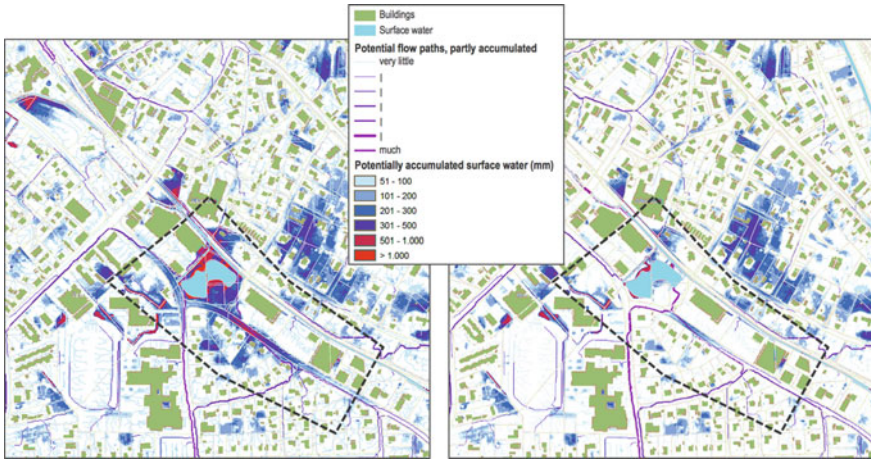 Buildings
Surface water
Potential flow paths, partly accumulated
very little
|
|
|
|
|
|
much
Potentially accumulated surface water (mm)
51 - 100
101 - 200
201 - 300
301 - 500
501 - 1.000
> 1.000